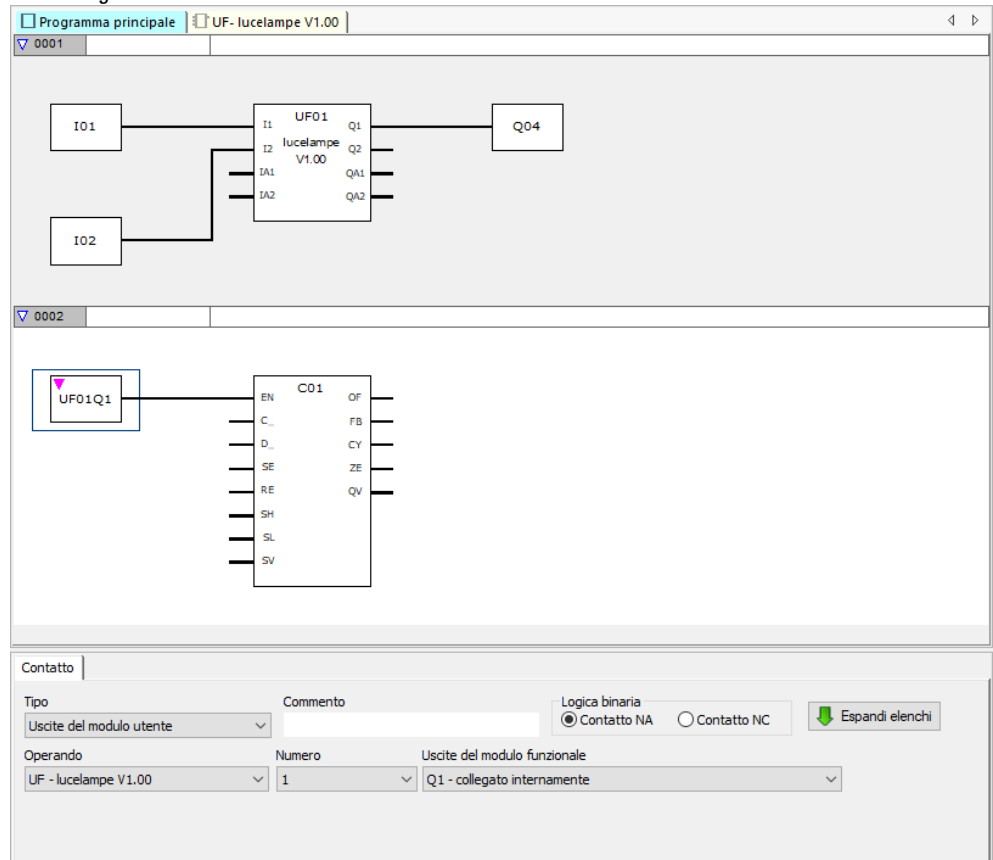 Programma principale UF- lucelampe V1.00
0001
I01 I1 UF01 Q1 Q04
I2 lucelampe Q2
V1.00
IA1 QA1
IA2 QA2
I02
0002
C01
UF01Q1 EN OF
C_ FB
D_ CY
SE ZE
RE QV
SH
SL
SV
Contatto
Tipo Commento Logica binaria
Uscite del modulo utente Contatto NA Contatto NC Espandi elenchi
Operando Numero Uscite del modulo funzionale
UF - lucelampe V1.00 1 Q1 - collegato internamente